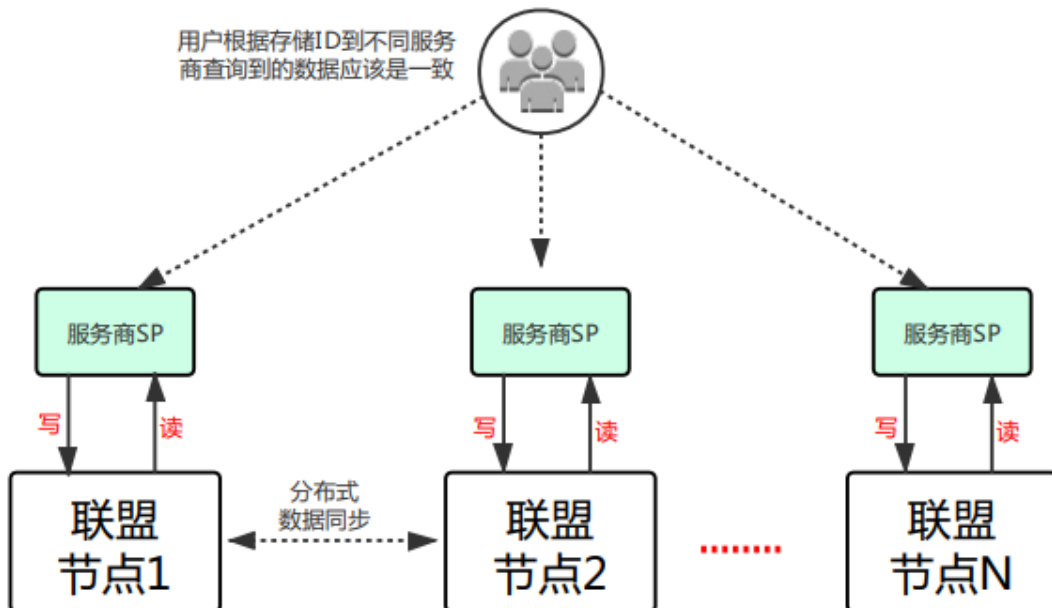 用户根据存储ID到不同服务
商查询到的数据应该是一致
服务商SP
服务商SP
服务商SP
写
读
写
读
写
读
分布式
数据同步
联盟
节点1
联盟
节点2
联盟
节点N